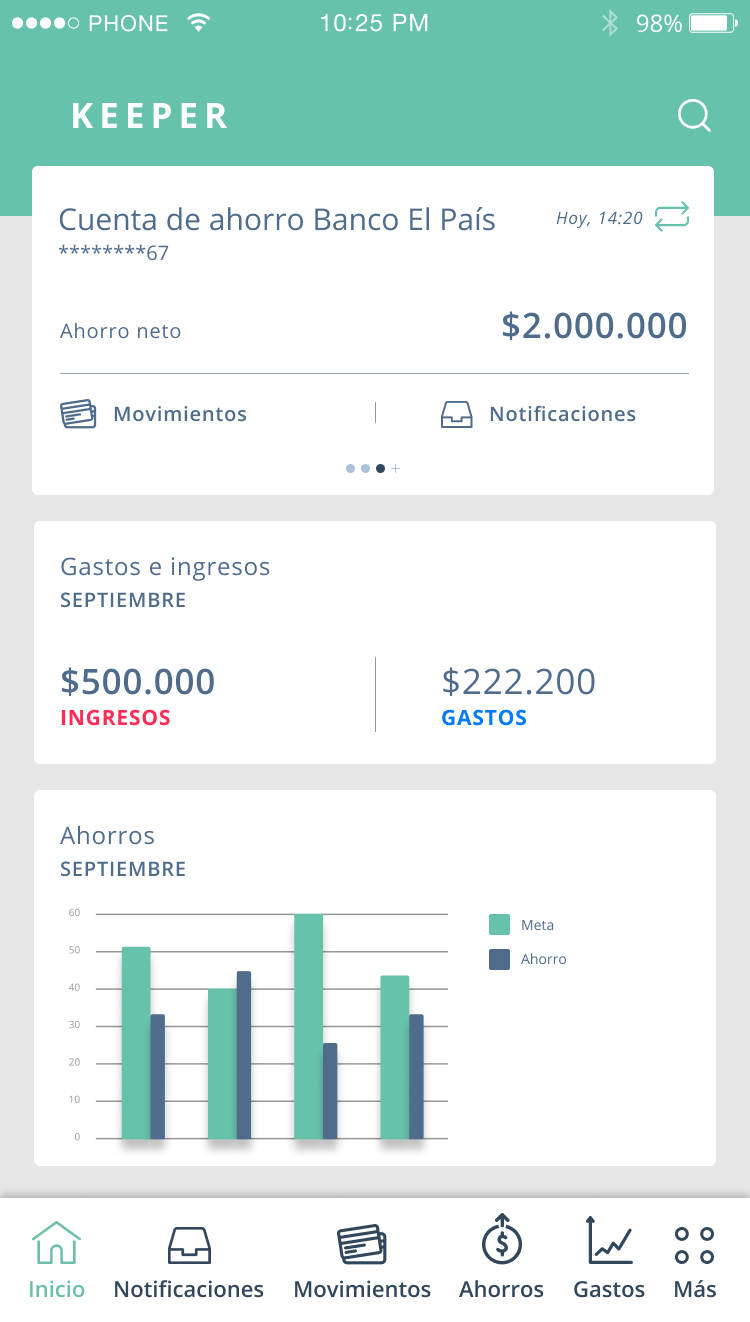 PHONE 10:25 PM 98%
KEEPER
Cuenta de ahorro Banco El País Hoy, 14:20
********67
Ahorro neto $2.000.000
Movimientos Notificaciones
+
Gastos e ingresos
SEPTIEMBRE
$500.000 $222.200
INGRESOS GASTOS
Ahorros
SEPTIEMBRE
60
50
40
30
20
10
0
Meta
Ahorro
$
Inicio Notificaciones Movimientos Ahorros Gastos Más